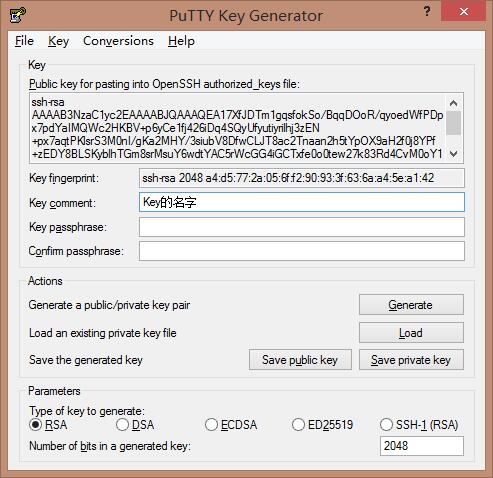 PuTTY Key Generator
?
File Key Conversions Help
Key
Public key for pasting into OpenSSH authorized_keys file:
ssh-rsa
AAAAB3NzaC1yc2EAAAABJQAAAQEA17XfJDTm1gqsfokSo/BqqDOoR/qyoedWfPDp
x7pdYaIMQWc2HKBV+p6yCe1fj426iDq4SQyUfyutiyrilhj3zEN
+px7aqtPKlsrS3M0nI/gKa2MHY/3siubV8DfwCLJT8ac2Tnaan2h5tYpOX9aH2f0j8YPf
+zEDY8BLSKyblhTGm8srMsuY6wdtYAC5rWcGG4iGCTxfe0o0tew27k83Rd4CvM0oY1
Key fingerprint: ssh-rsa 2048 a4:d5:77:2a:05:6f:f2:90:93:3f:63:6a:a4:5e:a1:42
Key comment: Key的名字
Key passphrase:
Confirm passphrase:
Actions
Generate a public/private key pair Generate
Load an existing private key file Load
Save the generated key Save public key Save private key
Parameters
Type of key to generate:
RSA DSA ECDSA ED25519 SSH-1 (RSA)
Number of bits in a generated key: 2048